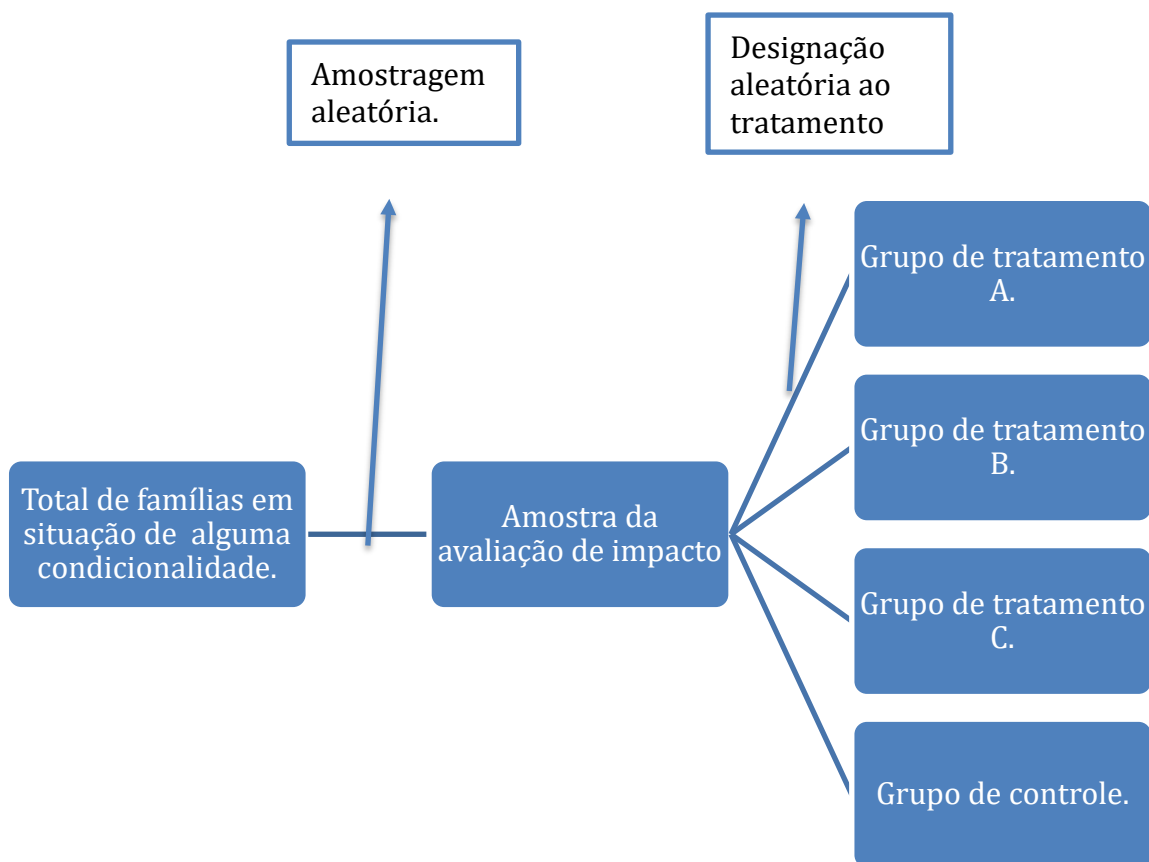 Amostragem
aleatória.
Designação
aleatória ao
tratamento
Total de famílias em
situação de alguma
condicionalidade.
Amostra da
avaliação de impacto
Grupo de tratamento
A.
Grupo de tratamento
B.
Grupo de tratamento
C.
Grupo de controle.